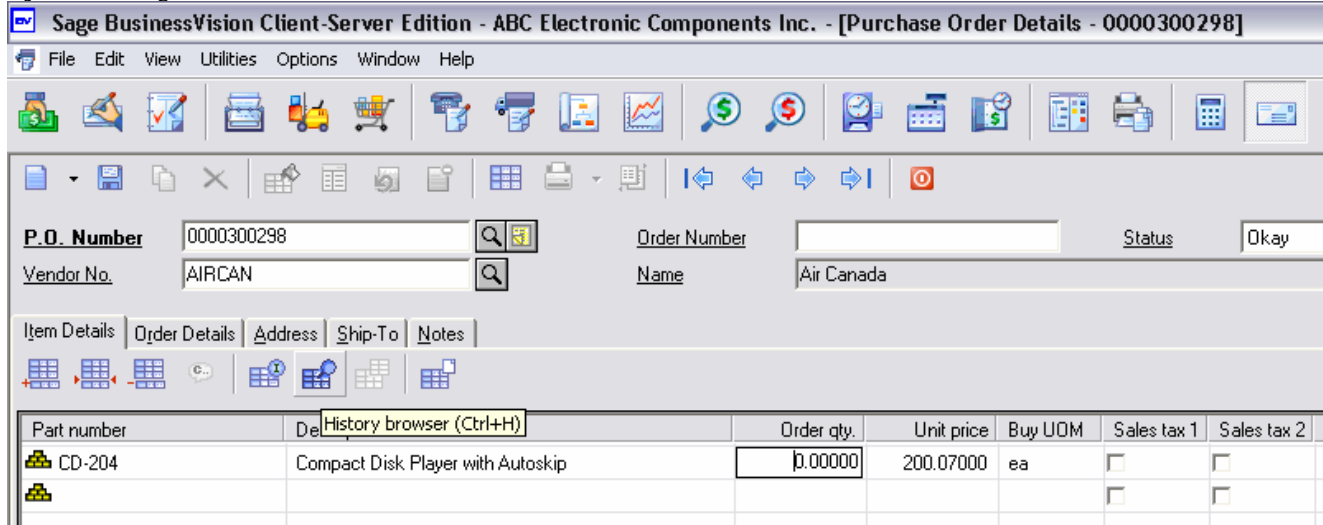 Sage BusinessVision Client-Server Edition - ABC Electronic Components Inc. - [Purchase Order Details - 0000300298]
File Edit View Utilities Options Window Help
P.O. Number 0000300298 Order Number Status Okay
Vendor No. AIRCAN Name Air Canada
Item Details Order Details Address Ship-To Notes
C..
History browser (Ctrl+H)
Part number Order qty. Unit price Buy UOM Sales tax 1 Sales tax 2
CD-204 Compact Disk Player with Autoskip 0.00000 200.07000 ea